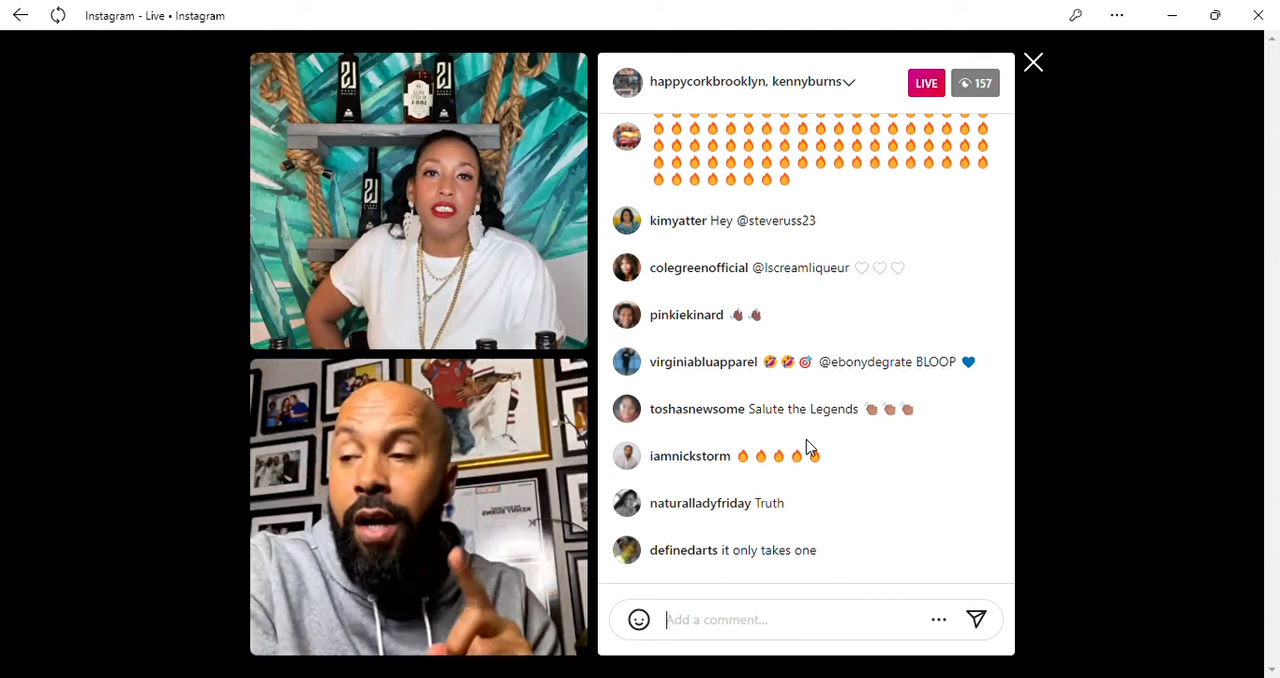 Instagram - Live • Instagram
happycorkbrooklyn, kennyburns
LIVE
157
kimyatter Hey @steveruss23
colegreenofficial @lscreamliqueur 🤍🤍🤍
pinkiekinard 👏🏿👏🏿
virginiabluapparel 🤣🤣🎯 @ebonydegrate BLOOP 💙
toshasnewsome Salute the Legends 👏🏽👏🏽👏🏽
iamnickstorm 🔥🔥🔥🔥🔥
naturalladyfriday Truth
definedarts it only takes one
Add a comment...